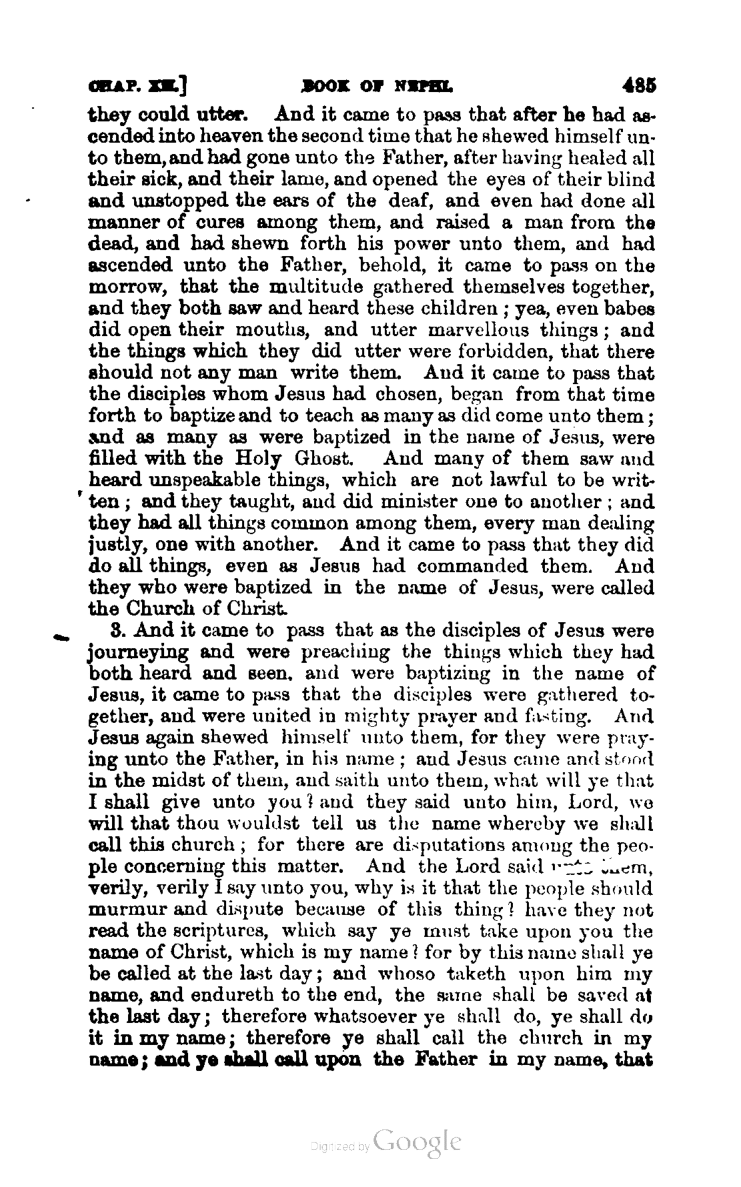 CHAP. XII.] BOOK OF NEPHI. 485
they could utter. And it came to pass that after he had as-
cended into heaven the second time that he shewed himself un-
to them, and had gone unto the Father, after having healed all
their sick, and their lame, and opened the eyes of their blind
and unstopped the ears of the deaf, and even had done all
manner of cures among them, and raised a man from the
dead, and had shewn forth his power unto them, and had
ascended unto the Father, behold, it came to pass on the
morrow, that the multitude gathered themselves together,
and they both saw and heard these children; yea, even babes
did open their mouths, and utter marvellous things; and
the things which they did utter were forbidden, that there
should not any man write them. And it came to pass that
the disciples whom Jesus had chosen, began from that time
forth to baptize and to teach as many as did come unto them;
and as many as were baptized in the name of Jesus, were
filled with the Holy Ghost. And many of them saw and
heard unspeakable things, which are not lawful to be writ-
ten; and they taught, and did minister one to another; and
they had all things common among them, every man dealing
justly, one with another. And it came to pass that they did
do all things, even as Jesus had commanded them. And
they who were baptized in the name of Jesus, were called
the Church of Christ.
3. And it came to pass that as the disciples of Jesus were
journeying and were preaching the things which they had
both heard and seen, and were baptizing in the name of
Jesus, it came to pass that the disciples were gathered to-
gether, and were united in mighty prayer and fasting. And
Jesus again shewed himself unto them, for they were pray-
ing unto the Father, in his name; and Jesus came and stood
in the midst of them, and saith unto them, what will ye that
I shall give unto you? and they said unto him, Lord, we
will that thou wouldst tell us the name whereby we shall
call this church; for there are disputations among the peo-
ple concerning this matter. And the Lord said them,
verily, verily I say unto you, why is it that the people should
murmur and dispute because of this thing? have they not
read the scriptures, which say ye must take upon you the
name of Christ, which is my name? for by this name shall ye
be called at the last day; and whoso taketh upon him my
name, and endureth to the end, the same shall be saved at
the last day; therefore whatsoever ye shall do, ye shall do
it in my name; therefore ye shall call the church in my
name; and ye shall call upon the Father in my name, that
Digitized by Google